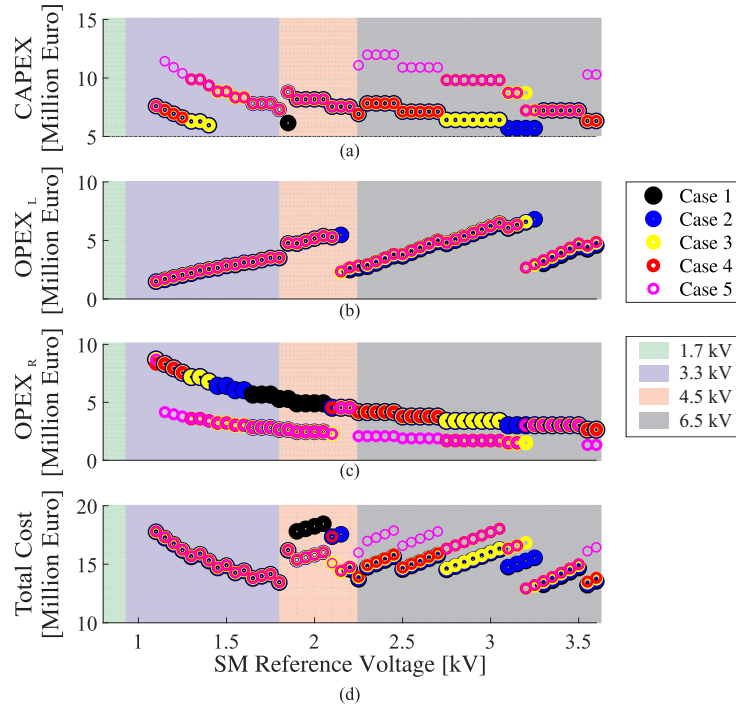 CAPEX
[Million Euro]
15
10
5
(a)
OPEX L
[Million Euro]
10
5
0
(b)
OPEX R
[Million Euro]
10
5
0
(c)
Total Cost
[Million Euro]
20
15
10
1 1.5 2 2.5 3 3.5
SM Reference Voltage [kV]
(d)
Case 1
Case 2
Case 3
Case 4
Case 5
1.7 kV
3.3 kV
4.5 kV
6.5 kV